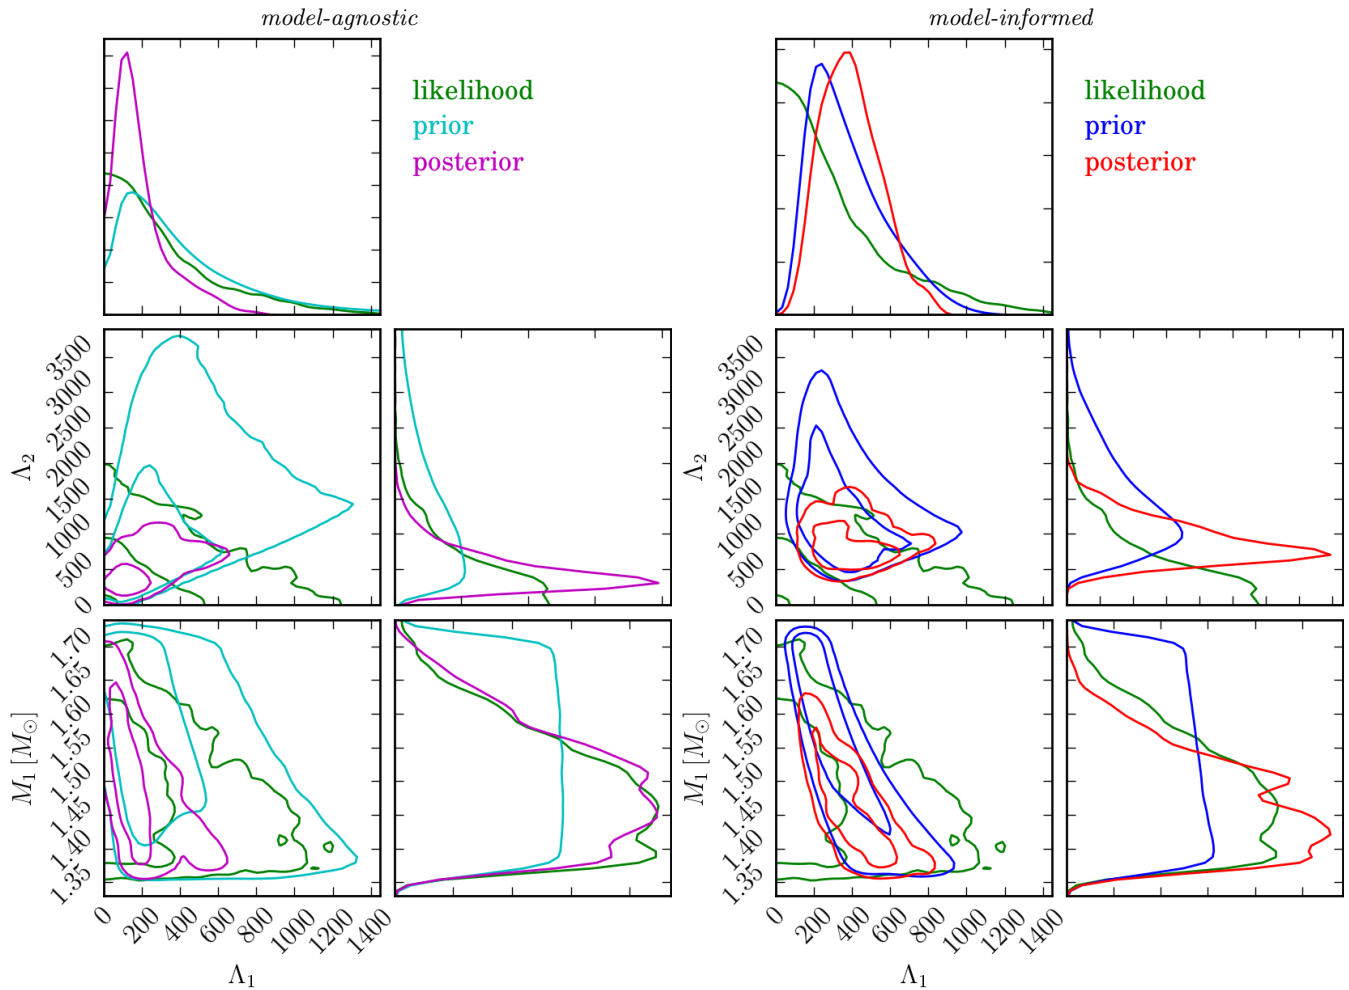 model-agnostic
model-informed
likelihood
prior
posterior
likelihood
prior
posterior
Λ₂
3500
3000
2500
2000
1500
1000
500
0
Λ₂
3500
3000
2500
2000
1500
1000
500
0
M₁ [M⊙]
1.70
1.65
1.60
1.55
1.50
1.45
1.40
1.35
M₁ [M⊙]
1.70
1.65
1.60
1.55
1.50
1.45
1.40
1.35
0 200 400 600 800 1000 1200 1400
0 200 400 600 800 1000 1200 1400
Λ₁
Λ₁